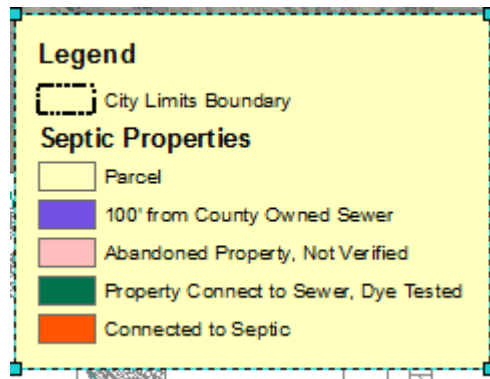 Legend
City Limits Boundary
Septic Properties
Parcel
100' from County Owned Sewer
Abandoned Property, Not Verified
Property Connect to Sewer, Dye Tested
Connected to Septic